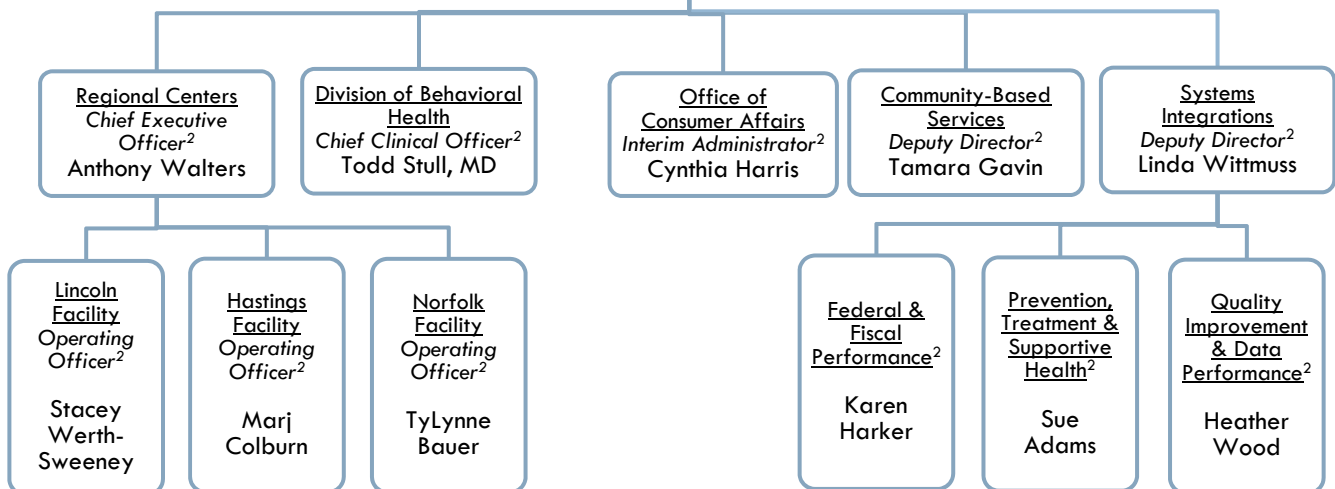 Regional Centers
Chief Executive
Officer²
Anthony Walters
Division of Behavioral
Health
Chief Clinical Officer²
Todd Stull, MD
Office of
Consumer Affairs
Interim Administrator²
Cynthia Harris
Community-Based
Services
Deputy Director²
Tamara Gavin
Systems
Integrations
Deputy Director²
Linda Wittmuss
Lincoln
Facility
Operating
Officer²
Stacey
Werth-
Sweeney
Hastings
Facility
Operating
Officer²
Marj
Colburn
Norfolk
Facility
Operating
Officer²
TyLynne
Bauer
Federal &
Fiscal
Performance²
Karen
Harker
Prevention,
Treatment &
Supportive
Health²
Sue
Adams
Quality
Improvement
& Data
Performance²
Heather
Wood